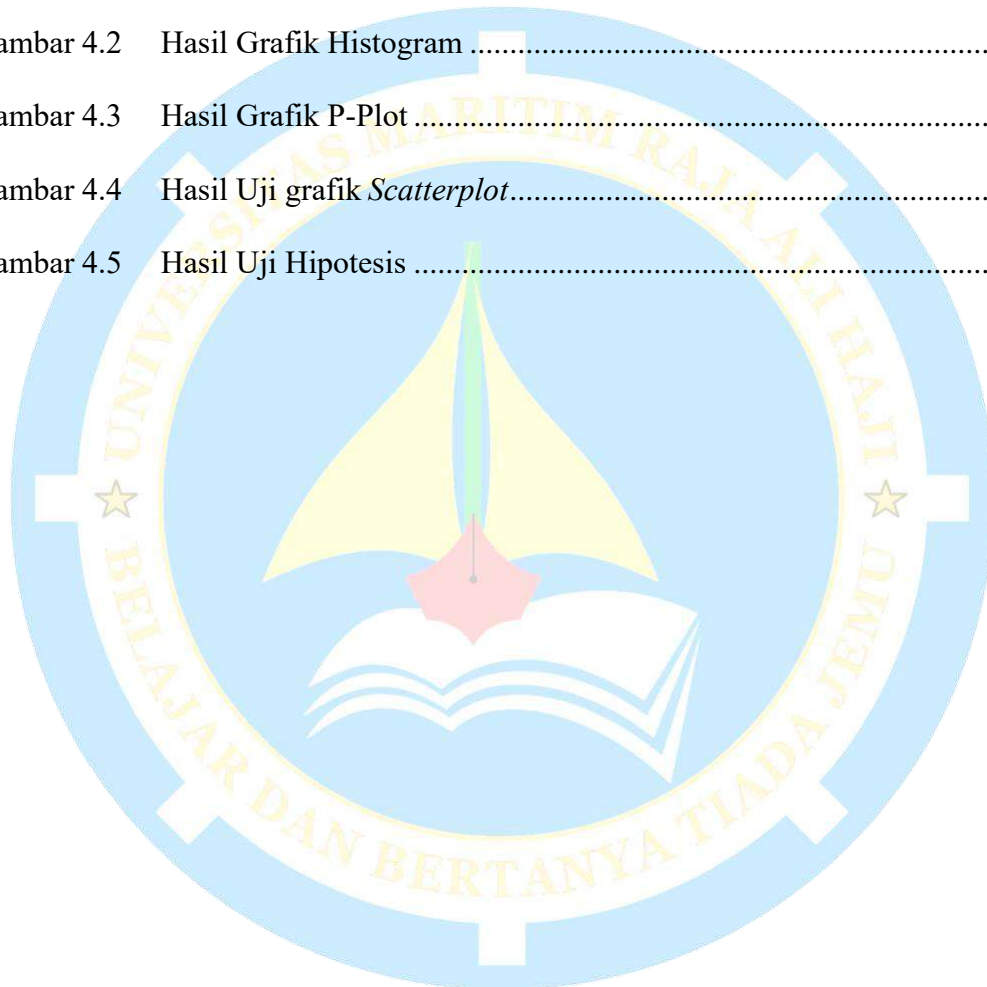 ambar 4.2 Hasil Grafik Histogram ............................................................................
ambar 4.3 Hasil Grafik P-Plot ....................................................................................
ambar 4.4 Hasil Uji grafik Scatterplot.......................................................................
ambar 4.5 Hasil Uji Hipotesis ....................................................................................
UNIVERSITAS MARITIM RAJA ALI HAJI
BELAJAR DAN BERTANYA TIADA JEMU